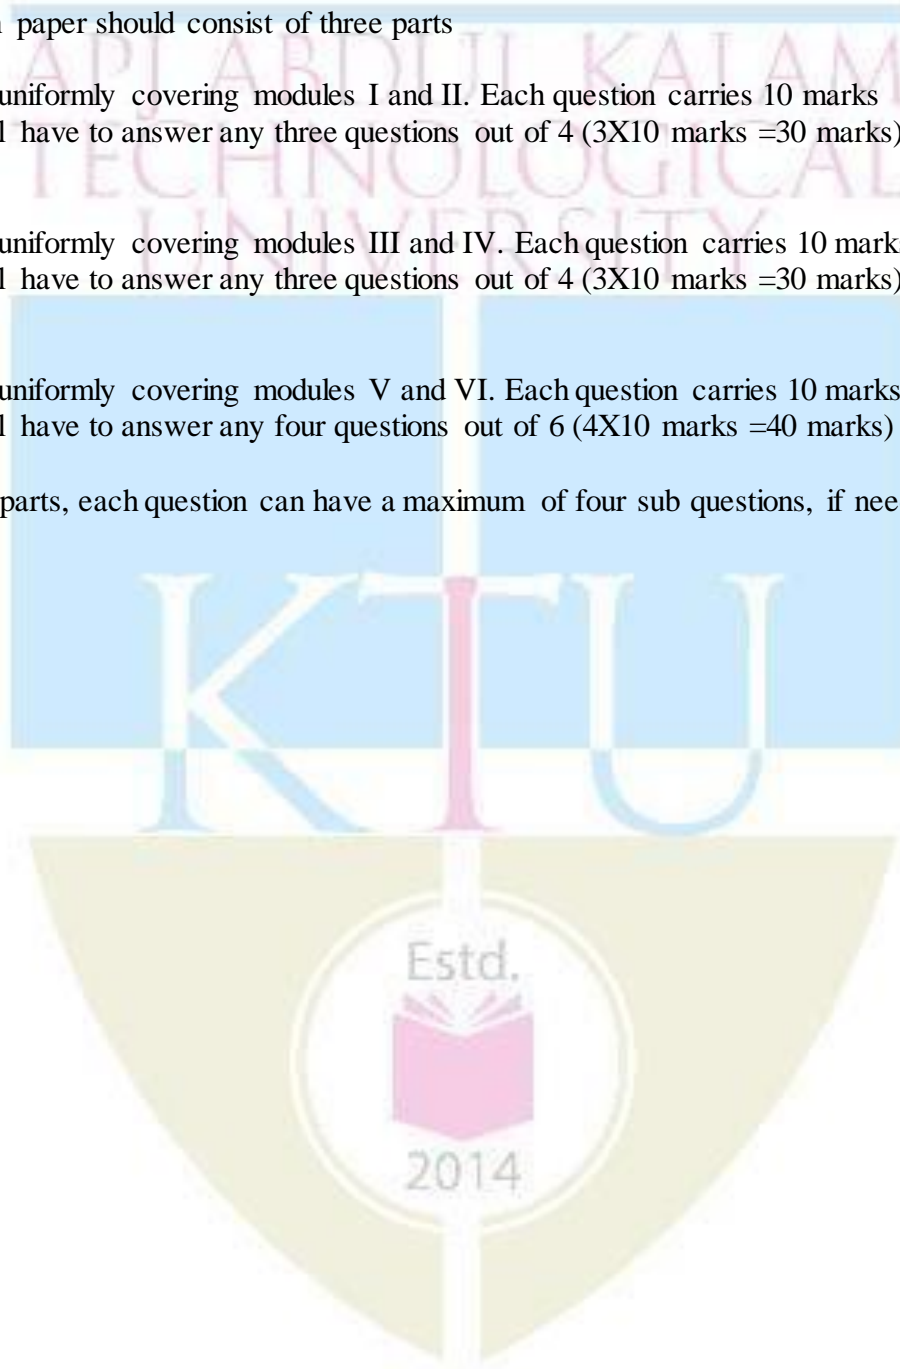 paper should consist of three parts
API ABDUL KALAM
uniformly covering modules I and II. Each question carries 10 marks
have to answer any three questions out of 4 (3X10 marks =30 marks)
TECHNOLOGICAL
UNIVERSITY
uniformly covering modules III and IV. Each question carries 10 marks
have to answer any three questions out of 4 (3X10 marks =30 marks)
uniformly covering modules V and VI. Each question carries 10 marks
have to answer any four questions out of 6 (4X10 marks =40 marks)
parts, each question can have a maximum of four sub questions, if nee
KTU
Estd.
2014